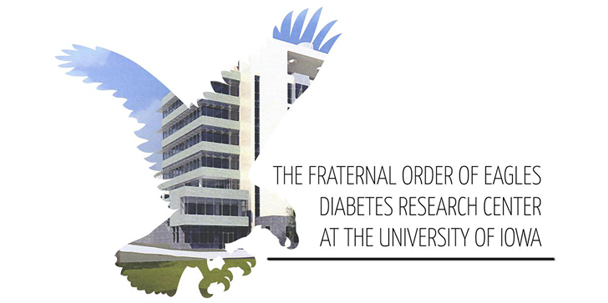 THE FRATERNAL ORDER OF EAGLES
DIABETES RESEARCH CENTER
AT THE UNIVERSITY OF IOWA